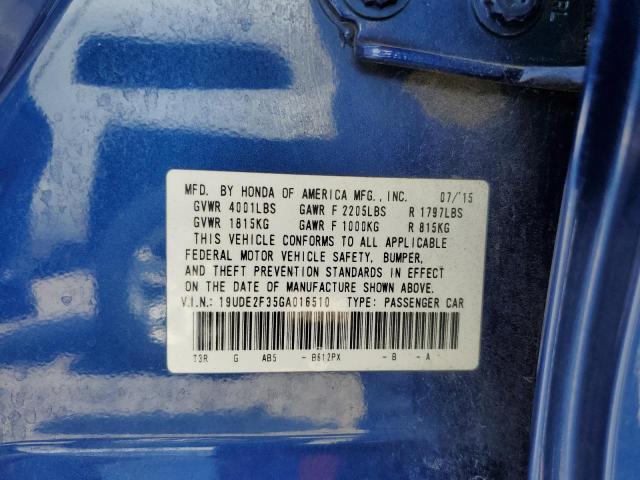 RL
MFD. BY HONDA OF AMERICA MFG., INC. 07/'15
GVWR 4001LBS GAWR F 2205LBS R 1797LBS
GVWR 1815KG GAWR F 1000KG R 815KG
THIS VEHICLE CONFORMS TO ALL APPLICABLE
FEDERAL MOTOR VEHICLE SAFETY, BUMPER,
AND THEFT PREVENTION STANDARDS IN EFFECT
ON THE DATE OF MANUFACTURE SHOWN ABOVE.
V.I.N.: 19UDE2F35GA016510 TYPE: PASSENGER CAR
T3R G AB5 - B612PX - B - A